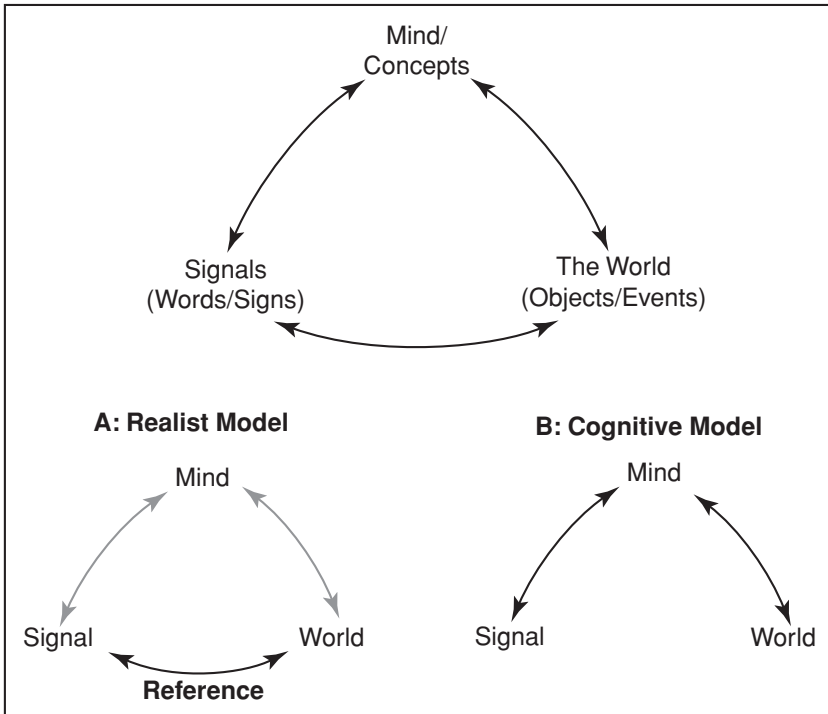 Mind/
Concepts
Signals
(Words/Signs)
The World
(Objects/Events)
A: Realist Model
Mind
Signal
World
Reference
B: Cognitive Model
Mind
Signal
World